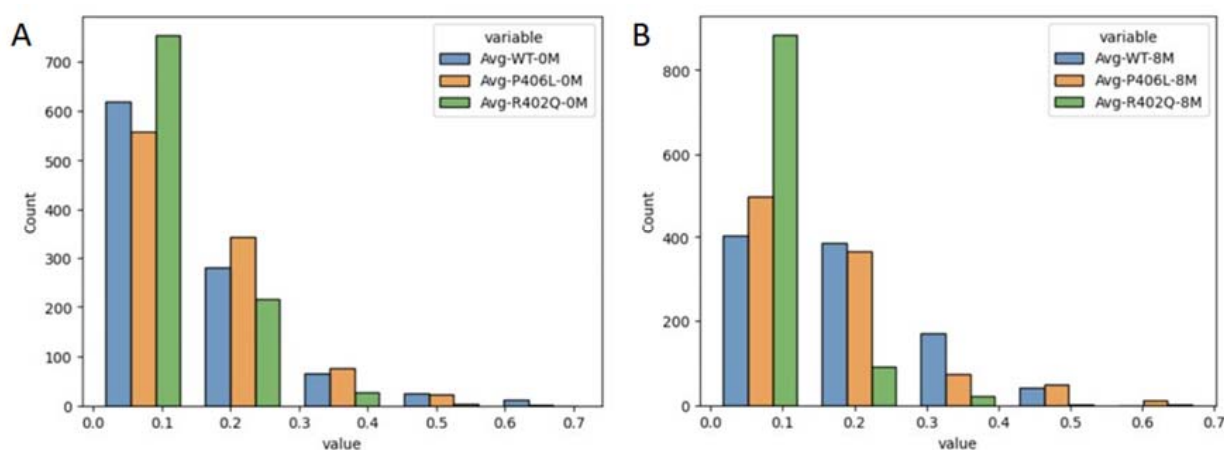 A
variable
Avg-WT-0M
Avg-P406L-0M
Avg-R402Q-0M
Count
700
600
500
400
300
200
100
0
0.0 0.1 0.2 0.3 0.4 0.5 0.6 0.7
value
B
variable
Avg-WT-8M
Avg-P406L-8M
Avg-R402Q-8M
Count
800
600
400
200
0
0.0 0.1 0.2 0.3 0.4 0.5 0.6 0.7
value